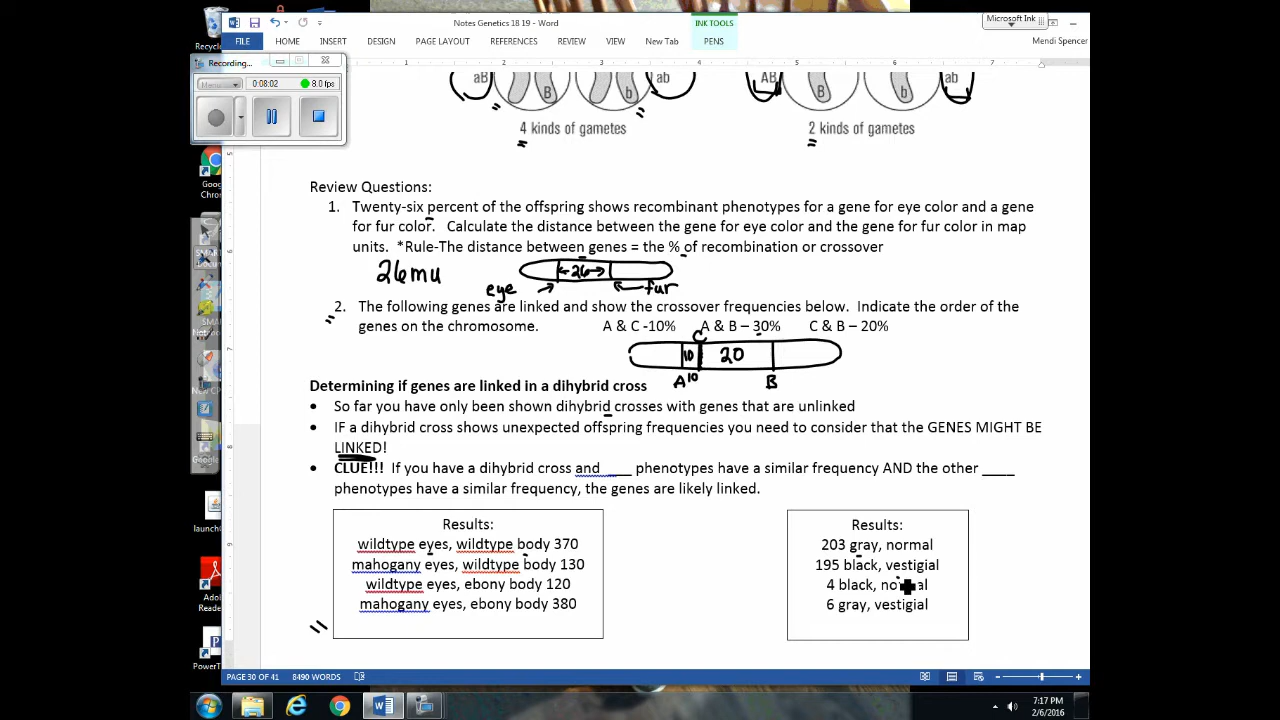 Notes Genetics 18 19 - Word
INK TOOLS
Microsoft Ink
FILE HOME INSERT DESIGN PAGE LAYOUT REFERENCES REVIEW VIEW New Tab PENS
Mendi Spencer
Recording...
Menu 0:08:02 8.0 fps
aB B b ab AB B b ab
4 kinds of gametes 2 kinds of gametes
Review Questions:
1. Twenty-six percent of the offspring shows recombinant phenotypes for a gene for eye color and a gene
for fur color. Calculate the distance between the gene for eye color and the gene for fur color in map
units. *Rule-The distance between genes = the % of recombination or crossover
26mu
26
eye fur
2. The following genes are linked and show the crossover frequencies below. Indicate the order of the
genes on the chromosome. A & C -10% A & B – 30% C & B – 20%
C
10 20
A 10 B
Determining if genes are linked in a dihybrid cross
• So far you have only been shown dihybrid crosses with genes that are unlinked
• IF a dihybrid cross shows unexpected offspring frequencies you need to consider that the GENES MIGHT BE
LINKED!
• CLUE!!! If you have a dihybrid cross and ___ phenotypes have a similar frequency AND the other ____
phenotypes have a similar frequency, the genes are likely linked.
Results:
wildtype eyes, wildtype body 370
mahogany eyes, wildtype body 130
wildtype eyes, ebony body 120
mahogany eyes, ebony body 380
Results:
203 gray, normal
195 black, vestigial
4 black, normal
6 gray, vestigial
PAGE 30 OF 41 8490 WORDS
7:17 PM
2/6/2016